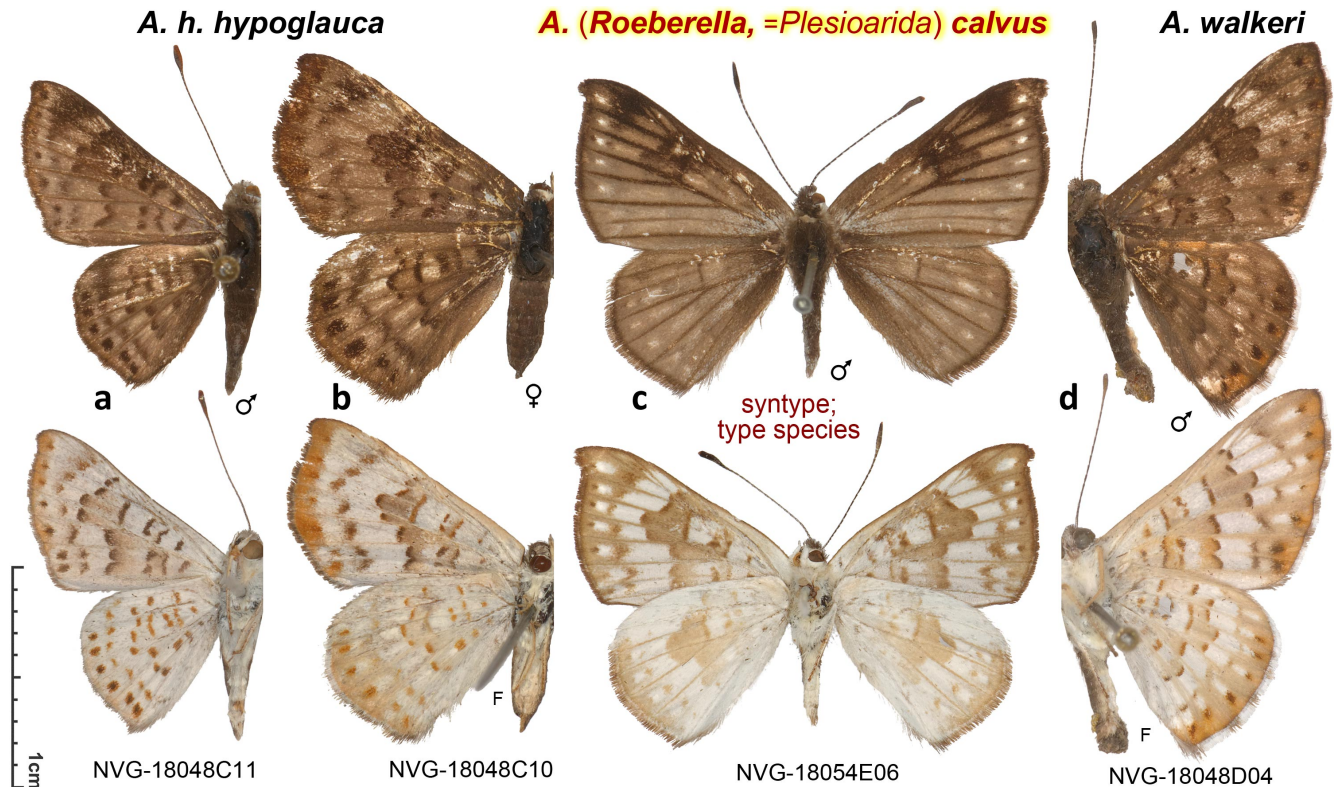 A. h. hypoglauca
A. (Roeberella, =Plesioarida) calvus
A. walkeri
a
♂
b
♀
c
♂
d
♂
syntype;
type species
F
F
1cm
NVG-18048C11
NVG-18048C10
NVG-18054E06
NVG-18048D04